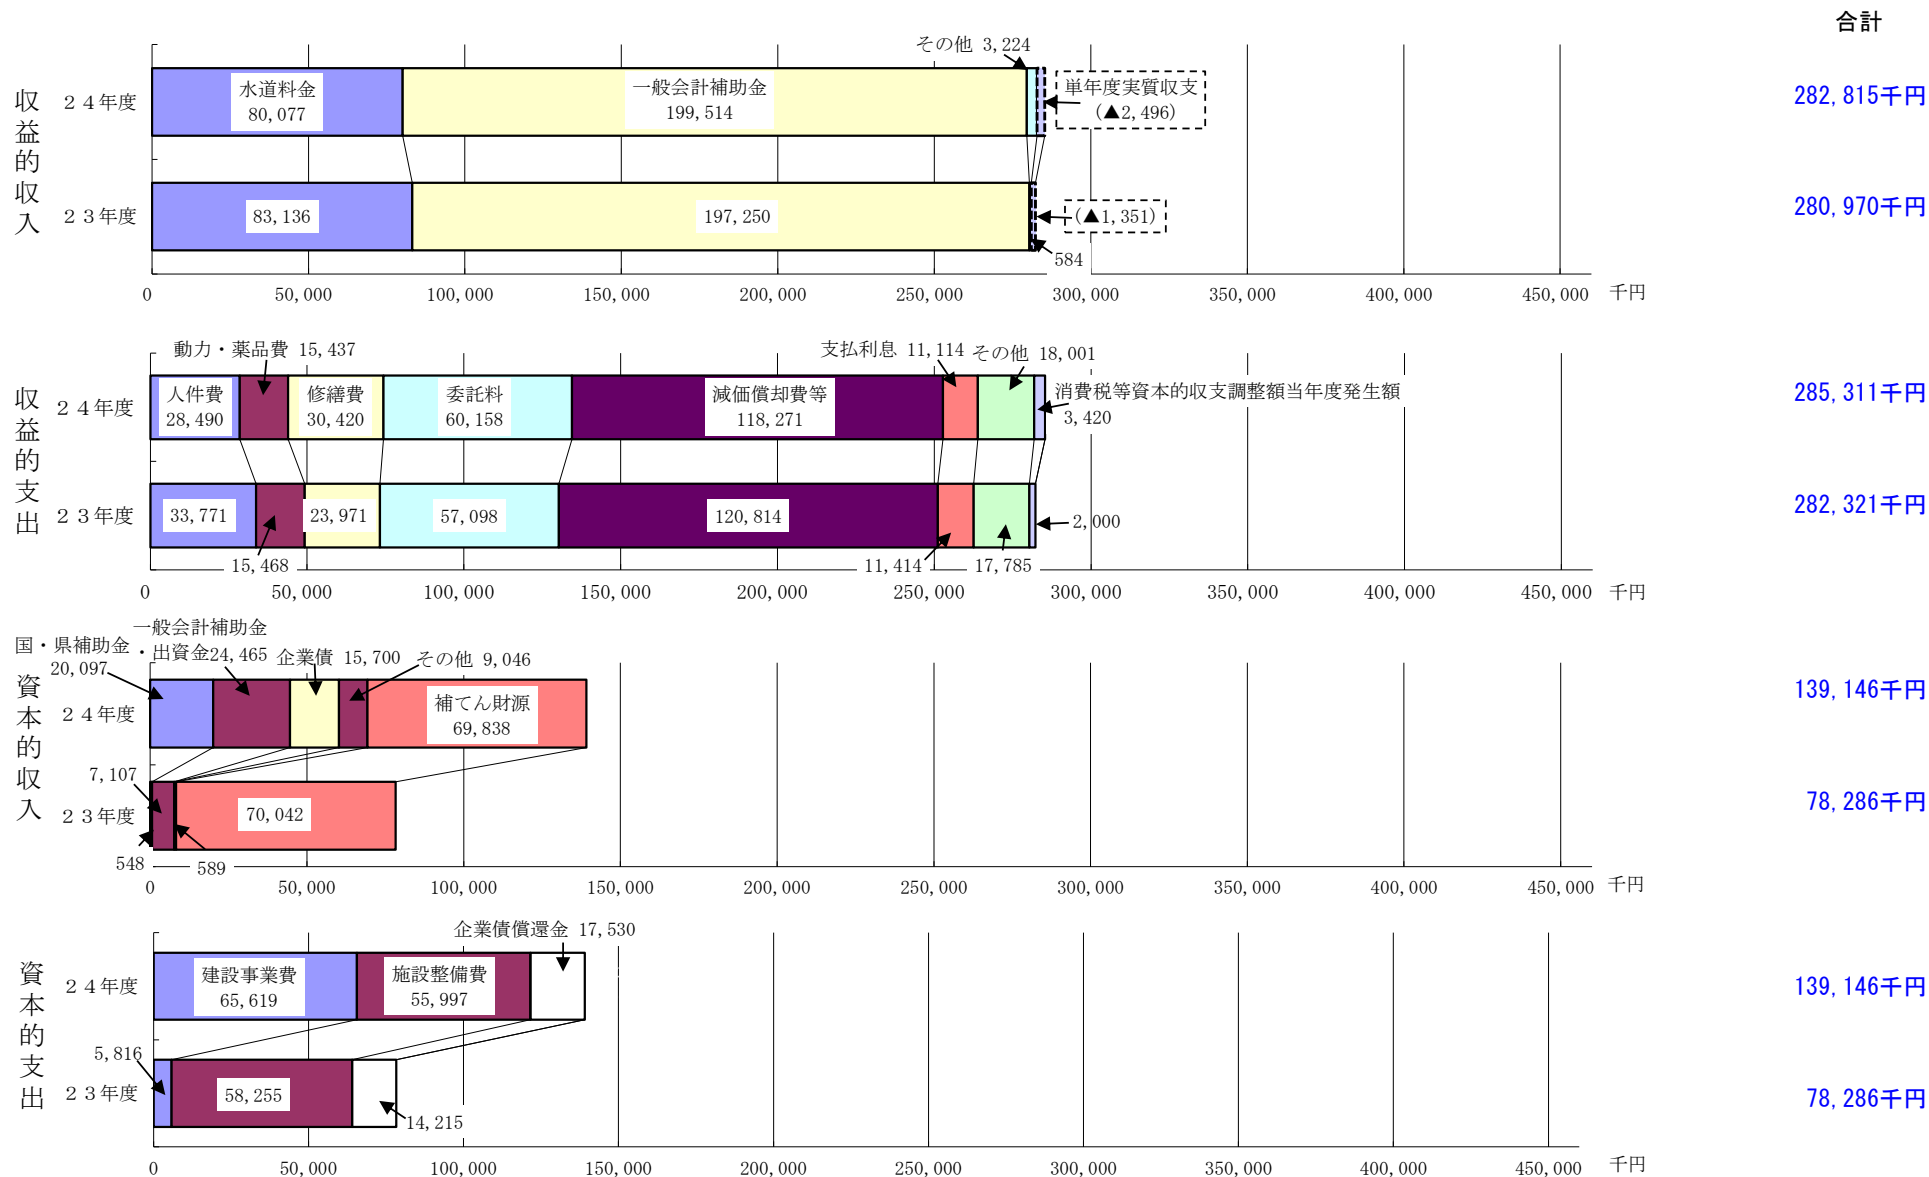 合計
収益的収入
２４年度
水道料金
80,077
一般会計補助金
199,514
その他 3,224
単年度実質収支
(▲2,496)
282,815千円
２３年度
83,136
197,250
(▲1,351)
584
280,970千円
0 50,000 100,000 150,000 200,000 250,000 300,000 350,000 400,000 450,000 千円
収益的支出
動力・薬品費 15,437
支払利息 11,114
その他 18,001
２４年度
人件費
28,490
修繕費
30,420
委託料
60,158
減価償却費等
118,271
消費税等資本的収支調整額当年度発生額
3,420
285,311千円
２３年度
33,771
15,468
23,971
57,098
120,814
11,414
17,785
2,000
282,321千円
0 50,000 100,000 150,000 200,000 250,000 300,000 350,000 400,000 450,000 千円
資本的収入
国・県補助金
20,097
一般会計補助金
・出資金24,465
企業債 15,700
その他 9,046
２４年度
補てん財源
69,838
139,146千円
7,107
２３年度
548
589
70,042
78,286千円
0 50,000 100,000 150,000 200,000 250,000 300,000 350,000 400,000 450,000 千円
資本的支出
企業債償還金 17,530
２４年度
建設事業費
65,619
施設整備費
55,997
139,146千円
5,816
２３年度
58,255
14,215
78,286千円
0 50,000 100,000 150,000 200,000 250,000 300,000 350,000 400,000 450,000 千円